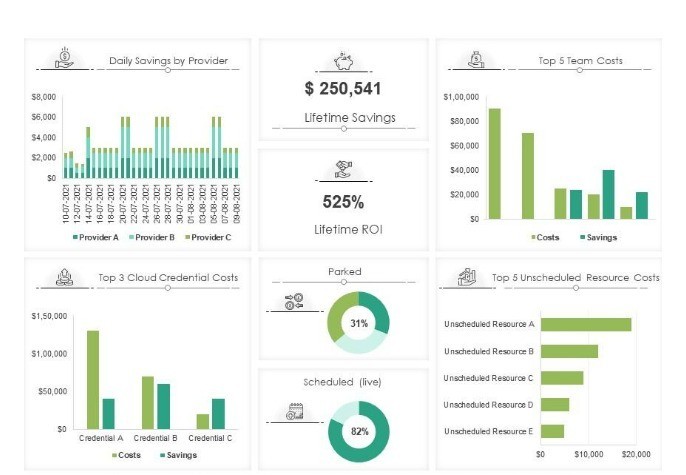 Daily Savings by Provider
$8,000
$6,000
$4,000
$2,000
$0
10-07-2021
12-07-2021
14-07-2021
16-07-2021
18-07-2021
20-07-2021
22-07-2021
24-07-2021
26-07-2021
28-07-2021
30-07-2021
01-08-2021
03-08-2021
05-08-2021
07-08-2021
09-08-2021
Provider A Provider B Provider C
$ 250,541
Lifetime Savings
525%
Lifetime ROI
Top 5 Team Costs
$1,00,000
$80,000
$60,000
$40,000
$20,000
$0
Costs Savings
Top 3 Cloud Credential Costs
$1,50,000
$1,00,000
$50,000
$0
Credential A Credential B Credential C
Costs Savings
Parked
31%
Scheduled (live)
82%
Top 5 Unscheduled Resource Costs
Unscheduled Resource A
Unscheduled Resource B
Unscheduled Resource C
Unscheduled Resource D
Unscheduled Resource E
$0 $10,000 $20,000